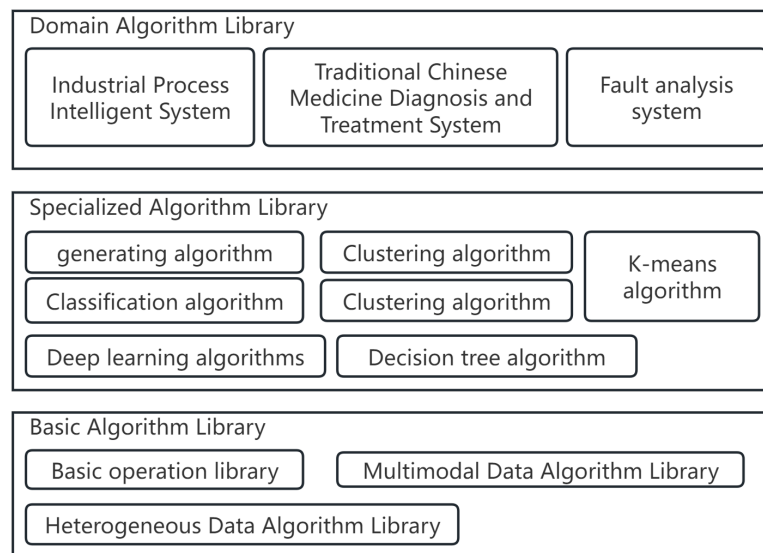 Domain Algorithm Library
Industrial Process
Intelligent System
Traditional Chinese
Medicine Diagnosis and
Treatment System
Fault analysis
system
Specialized Algorithm Library
generating algorithm
Clustering algorithm
K-means
algorithm
Classification algorithm
Clustering algorithm
Deep learning algorithms
Decision tree algorithm
Basic Algorithm Library
Basic operation library
Multimodal Data Algorithm Library
Heterogeneous Data Algorithm Library